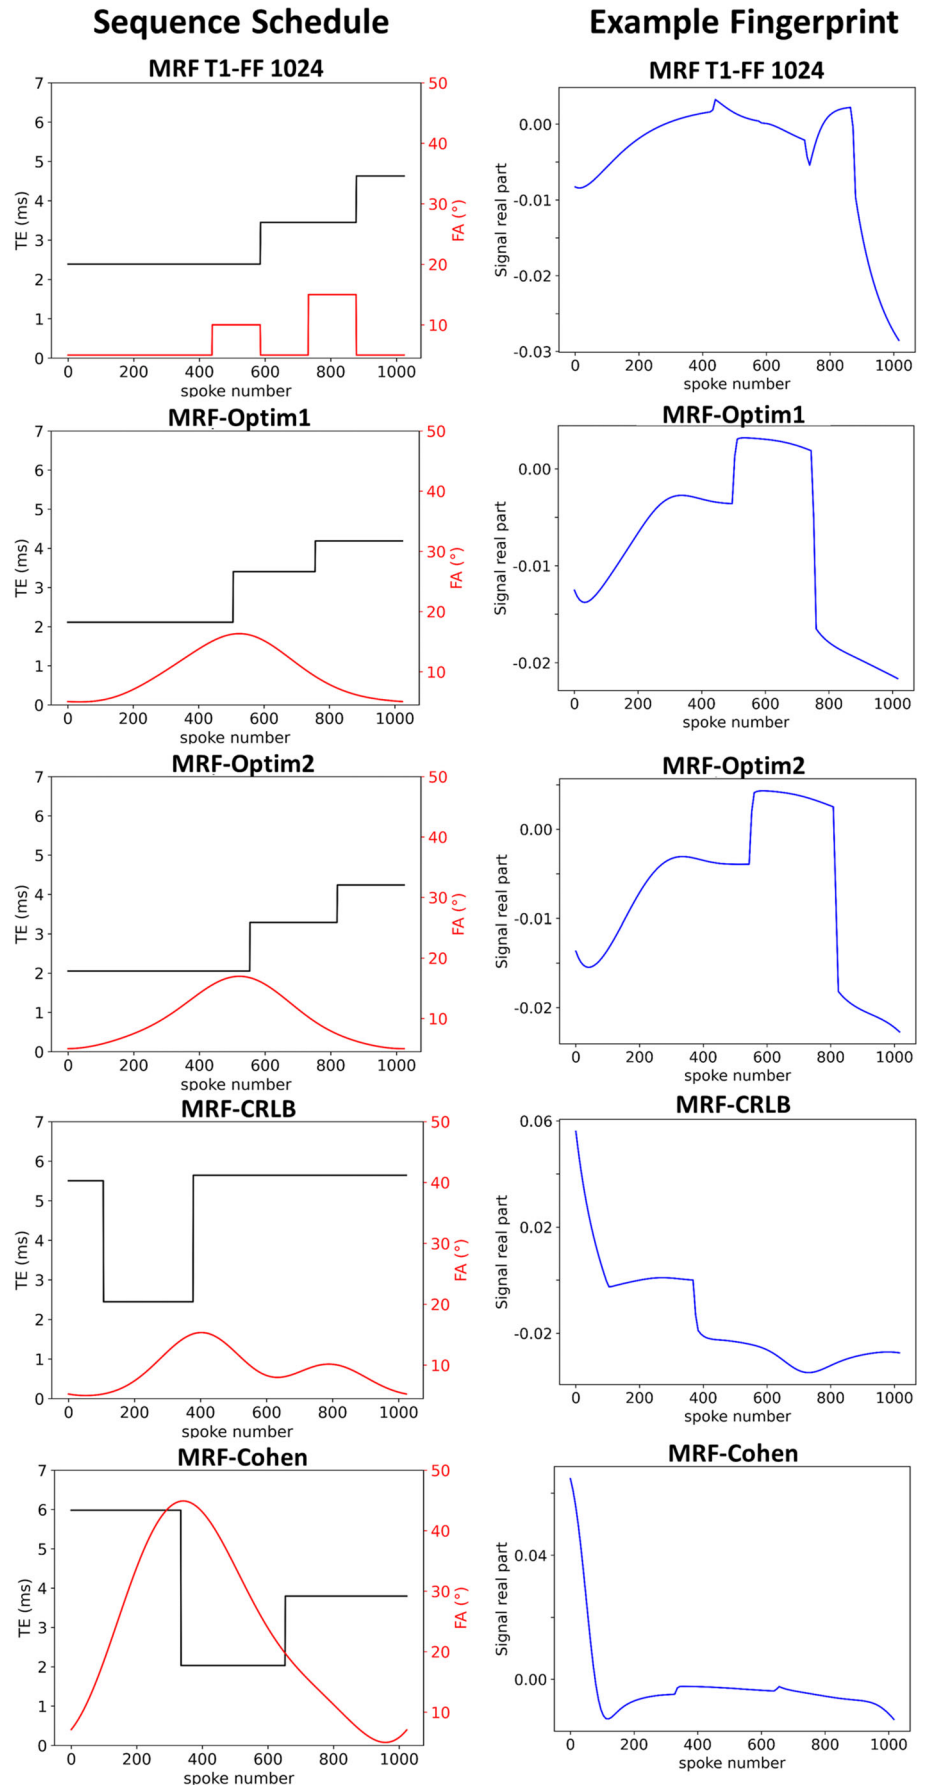 Sequence Schedule
Example Fingerprint
MRF T1-FF 1024
7
6
5
4
3
2
1
0
TE (ms)
50
40
30
20
10
FA (°)
0 200 400 600 800 1000
spoke number
MRF T1-FF 1024
0.00
-0.01
-0.02
-0.03
Signal real part
0 200 400 600 800 1000
spoke number
MRF-Optim1
7
6
5
4
3
2
1
0
TE (ms)
50
40
30
20
10
FA (°)
0 200 400 600 800 1000
spoke number
MRF-Optim1
0.00
-0.01
-0.02
Signal real part
0 200 400 600 800 1000
spoke number
MRF-Optim2
7
6
5
4
3
2
1
0
TE (ms)
50
40
30
20
10
FA (°)
0 200 400 600 800 1000
spoke number
MRF-Optim2
0.00
-0.01
-0.02
Signal real part
0 200 400 600 800 1000
spoke number
MRF-CRLB
7
6
5
4
3
2
1
0
TE (ms)
50
40
30
20
10
FA (°)
0 200 400 600 800 1000
spoke number
MRF-CRLB
0.06
0.02
-0.02
Signal real part
0 200 400 600 800 1000
spoke number
MRF-Cohen
7
6
5
4
3
2
1
0
TE (ms)
50
40
30
20
10
FA (°)
0 200 400 600 800 1000
spoke number
MRF-Cohen
0.04
0.00
Signal real part
0 200 400 600 800 1000
spoke number